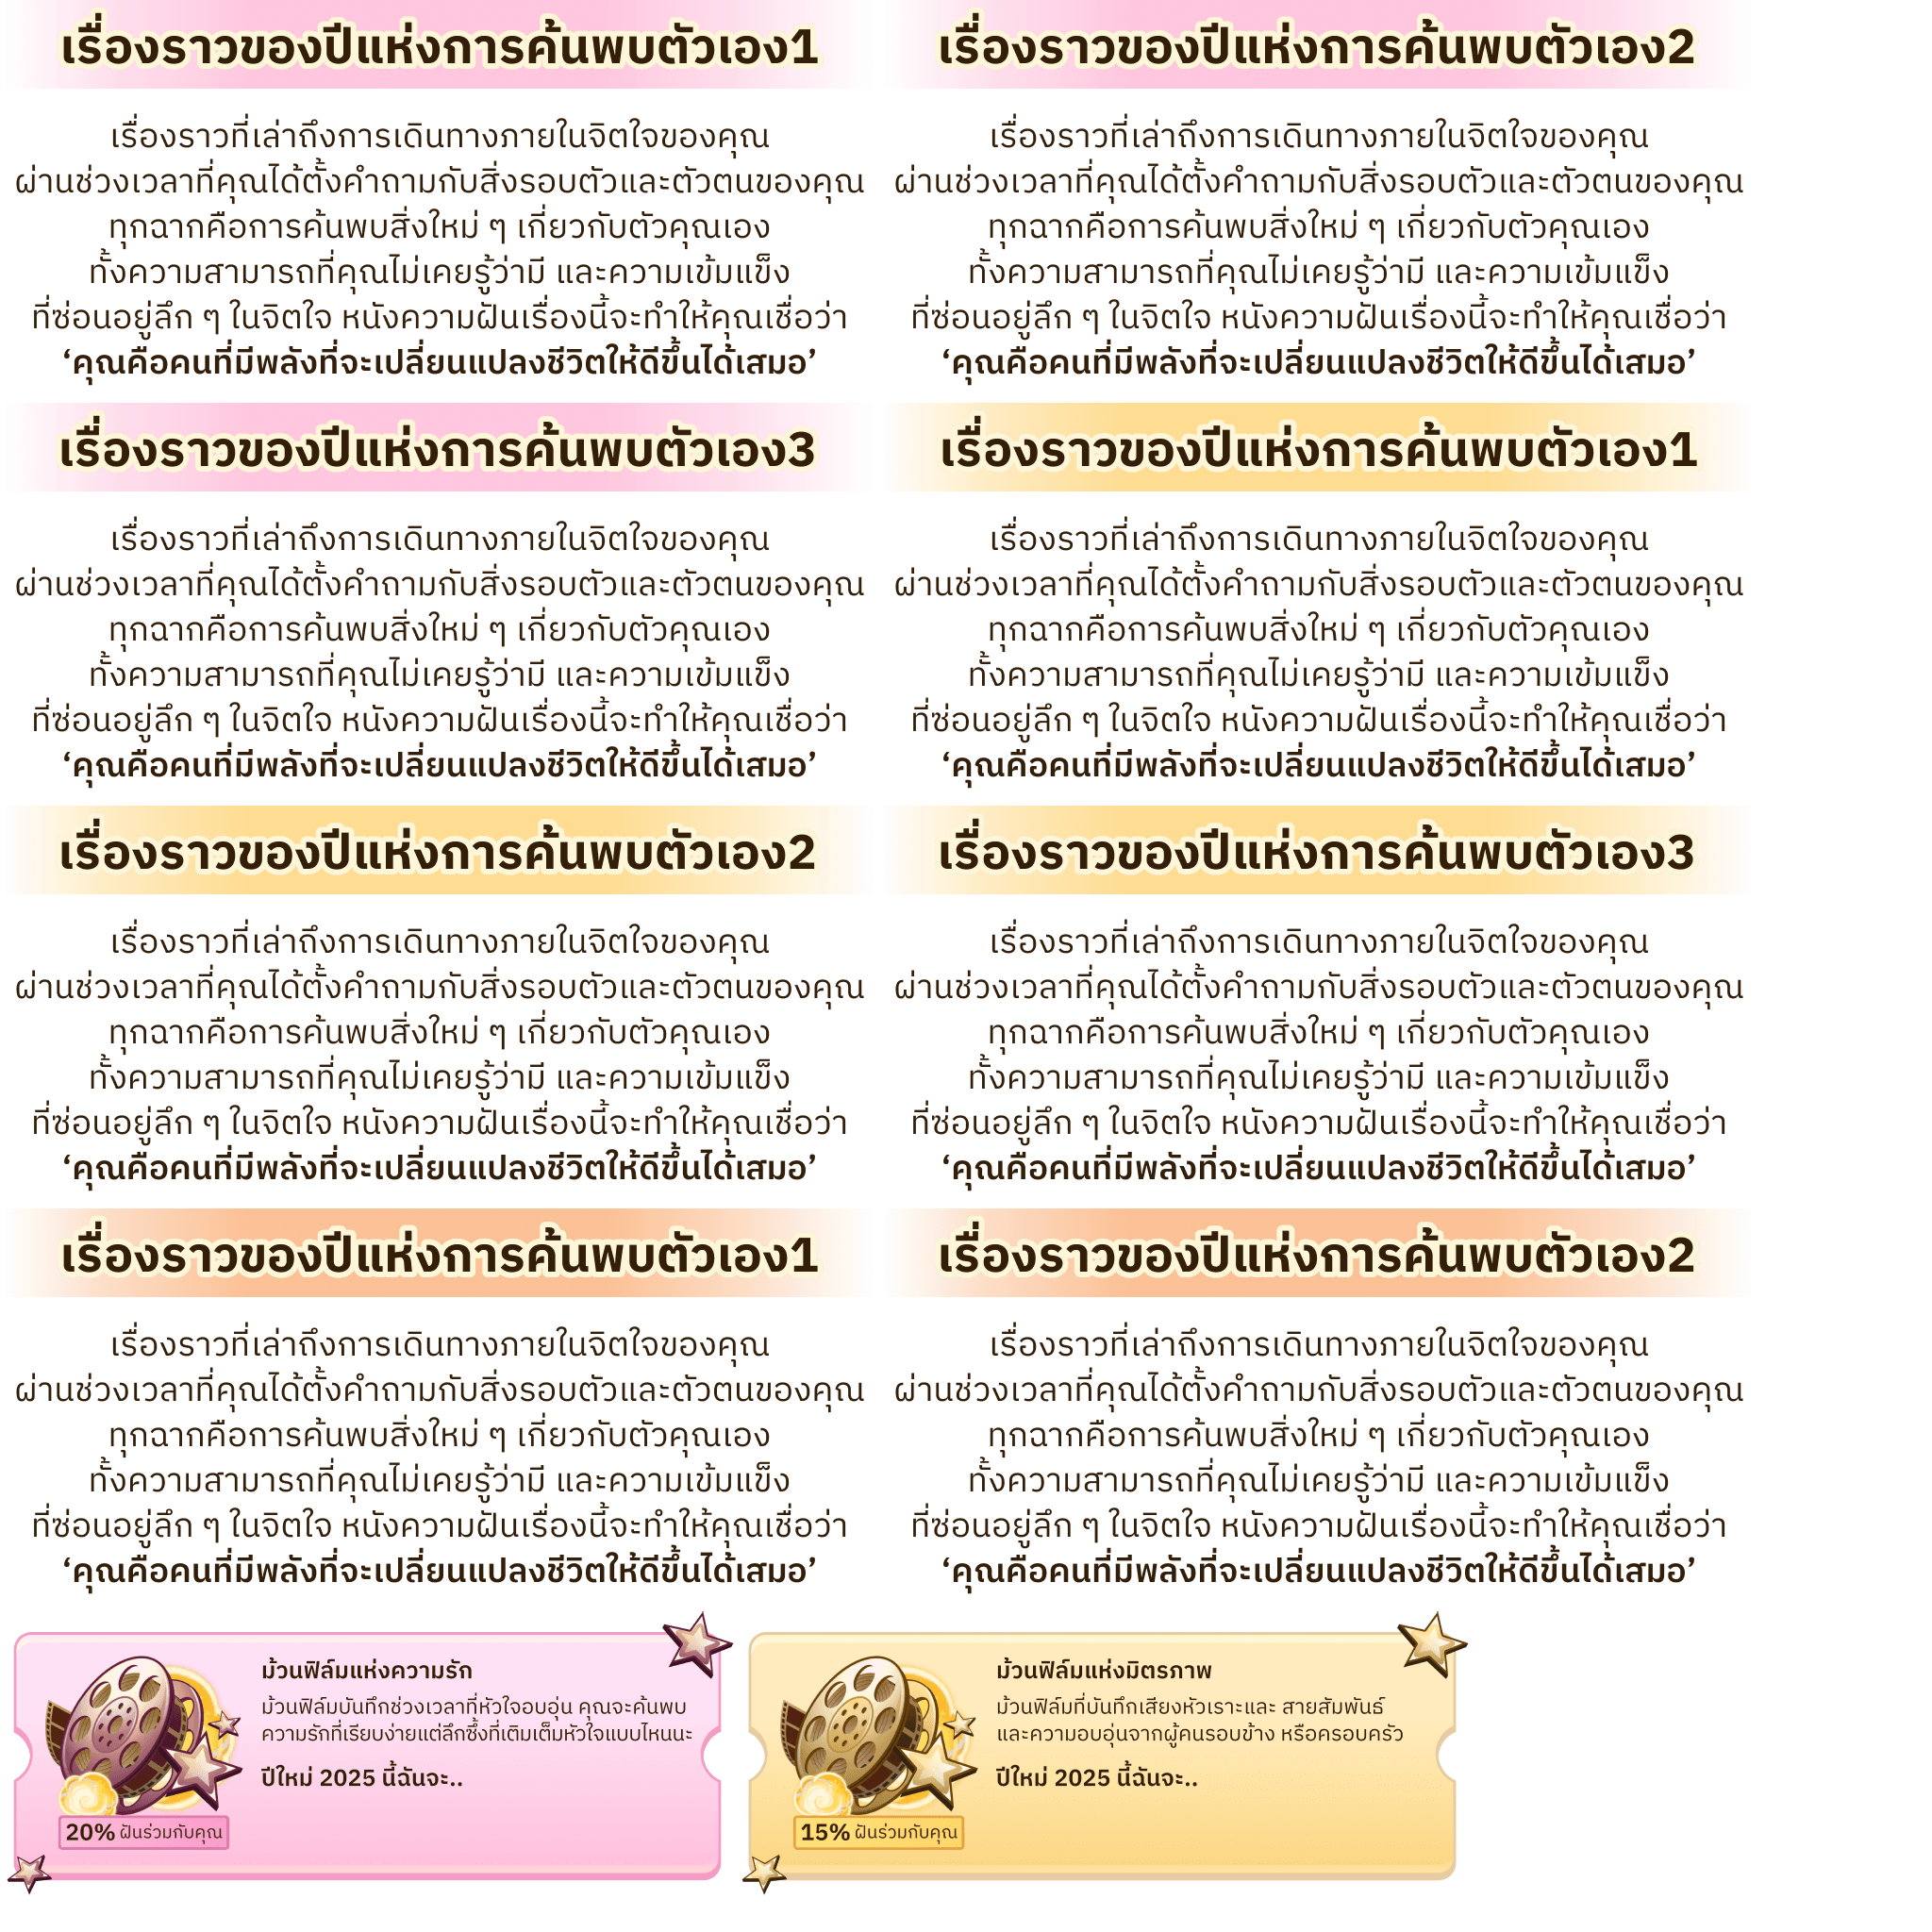 เรื่องราวของปีแห่งการค้นพบตัวเอง1
เรื่องราวที่เล่าถึงการเดินทางภายในจิตใจของคุณ
ผ่านช่วงเวลาที่คุณได้ตั้งคำถามกับสิ่งรอบตัวและตัวตนของคุณ
ทุกฉากคือการค้นพบสิ่งใหม่ ๆ เกี่ยวกับตัวคุณเอง
ทั้งความสามารถที่คุณไม่เคยรู้ว่ามี และความเข้มแข็ง
ที่ซ่อนอยู่ลึก ๆ ในจิตใจ หนังความฝันเรื่องนี้จะทำให้คุณเชื่อว่า
‘คุณคือคนที่มีพลังที่จะเปลี่ยนแปลงชีวิตให้ดีขึ้นได้เสมอ’
เรื่องราวของปีแห่งการค้นพบตัวเอง2
เรื่องราวที่เล่าถึงการเดินทางภายในจิตใจของคุณ
ผ่านช่วงเวลาที่คุณได้ตั้งคำถามกับสิ่งรอบตัวและตัวตนของคุณ
ทุกฉากคือการค้นพบสิ่งใหม่ ๆ เกี่ยวกับตัวคุณเอง
ทั้งความสามารถที่คุณไม่เคยรู้ว่ามี และความเข้มแข็ง
ที่ซ่อนอยู่ลึก ๆ ในจิตใจ หนังความฝันเรื่องนี้จะทำให้คุณเชื่อว่า
‘คุณคือคนที่มีพลังที่จะเปลี่ยนแปลงชีวิตให้ดีขึ้นได้เสมอ’
เรื่องราวของปีแห่งการค้นพบตัวเอง3
เรื่องราวที่เล่าถึงการเดินทางภายในจิตใจของคุณ
ผ่านช่วงเวลาที่คุณได้ตั้งคำถามกับสิ่งรอบตัวและตัวตนของคุณ
ทุกฉากคือการค้นพบสิ่งใหม่ ๆ เกี่ยวกับตัวคุณเอง
ทั้งความสามารถที่คุณไม่เคยรู้ว่ามี และความเข้มแข็ง
ที่ซ่อนอยู่ลึก ๆ ในจิตใจ หนังความฝันเรื่องนี้จะทำให้คุณเชื่อว่า
‘คุณคือคนที่มีพลังที่จะเปลี่ยนแปลงชีวิตให้ดีขึ้นได้เสมอ’
เรื่องราวของปีแห่งการค้นพบตัวเอง1
เรื่องราวที่เล่าถึงการเดินทางภายในจิตใจของคุณ
ผ่านช่วงเวลาที่คุณได้ตั้งคำถามกับสิ่งรอบตัวและตัวตนของคุณ
ทุกฉากคือการค้นพบสิ่งใหม่ ๆ เกี่ยวกับตัวคุณเอง
ทั้งความสามารถที่คุณไม่เคยรู้ว่ามี และความเข้มแข็ง
ที่ซ่อนอยู่ลึก ๆ ในจิตใจ หนังความฝันเรื่องนี้จะทำให้คุณเชื่อว่า
‘คุณคือคนที่มีพลังที่จะเปลี่ยนแปลงชีวิตให้ดีขึ้นได้เสมอ’
เรื่องราวของปีแห่งการค้นพบตัวเอง2
เรื่องราวที่เล่าถึงการเดินทางภายในจิตใจของคุณ
ผ่านช่วงเวลาที่คุณได้ตั้งคำถามกับสิ่งรอบตัวและตัวตนของคุณ
ทุกฉากคือการค้นพบสิ่งใหม่ ๆ เกี่ยวกับตัวคุณเอง
ทั้งความสามารถที่คุณไม่เคยรู้ว่ามี และความเข้มแข็ง
ที่ซ่อนอยู่ลึก ๆ ในจิตใจ หนังความฝันเรื่องนี้จะทำให้คุณเชื่อว่า
‘คุณคือคนที่มีพลังที่จะเปลี่ยนแปลงชีวิตให้ดีขึ้นได้เสมอ’
เรื่องราวของปีแห่งการค้นพบตัวเอง3
เรื่องราวที่เล่าถึงการเดินทางภายในจิตใจของคุณ
ผ่านช่วงเวลาที่คุณได้ตั้งคำถามกับสิ่งรอบตัวและตัวตนของคุณ
ทุกฉากคือการค้นพบสิ่งใหม่ ๆ เกี่ยวกับตัวคุณเอง
ทั้งความสามารถที่คุณไม่เคยรู้ว่ามี และความเข้มแข็ง
ที่ซ่อนอยู่ลึก ๆ ในจิตใจ หนังความฝันเรื่องนี้จะทำให้คุณเชื่อว่า
‘คุณคือคนที่มีพลังที่จะเปลี่ยนแปลงชีวิตให้ดีขึ้นได้เสมอ’
เรื่องราวของปีแห่งการค้นพบตัวเอง1
เรื่องราวที่เล่าถึงการเดินทางภายในจิตใจของคุณ
ผ่านช่วงเวลาที่คุณได้ตั้งคำถามกับสิ่งรอบตัวและตัวตนของคุณ
ทุกฉากคือการค้นพบสิ่งใหม่ ๆ เกี่ยวกับตัวคุณเอง
ทั้งความสามารถที่คุณไม่เคยรู้ว่ามี และความเข้มแข็ง
ที่ซ่อนอยู่ลึก ๆ ในจิตใจ หนังความฝันเรื่องนี้จะทำให้คุณเชื่อว่า
‘คุณคือคนที่มีพลังที่จะเปลี่ยนแปลงชีวิตให้ดีขึ้นได้เสมอ’
เรื่องราวของปีแห่งการค้นพบตัวเอง2
เรื่องราวที่เล่าถึงการเดินทางภายในจิตใจของคุณ
ผ่านช่วงเวลาที่คุณได้ตั้งคำถามกับสิ่งรอบตัวและตัวตนของคุณ
ทุกฉากคือการค้นพบสิ่งใหม่ ๆ เกี่ยวกับตัวคุณเอง
ทั้งความสามารถที่คุณไม่เคยรู้ว่ามี และความเข้มแข็ง
ที่ซ่อนอยู่ลึก ๆ ในจิตใจ หนังความฝันเรื่องนี้จะทำให้คุณเชื่อว่า
‘คุณคือคนที่มีพลังที่จะเปลี่ยนแปลงชีวิตให้ดีขึ้นได้เสมอ’
ม้วนฟิล์มแห่งความรัก
ม้วนฟิล์มบันทึกช่วงเวลาที่หัวใจอบอุ่น คุณจะค้นพบ
ความรักที่เรียบง่ายแต่ลึกซึ้งที่เติมเต็มหัวใจแบบไหนนะ
ปีใหม่ 2025 นี้ฉันจะ..
20% ฝันร่วมกับคุณ
ม้วนฟิล์มแห่งมิตรภาพ
ม้วนฟิล์มที่บันทึกเสียงหัวเราะและ สายสัมพันธ์
และความอบอุ่นจากผู้คนรอบข้าง หรือครอบครัว
ปีใหม่ 2025 นี้ฉันจะ..
15% ฝันร่วมกับคุณ